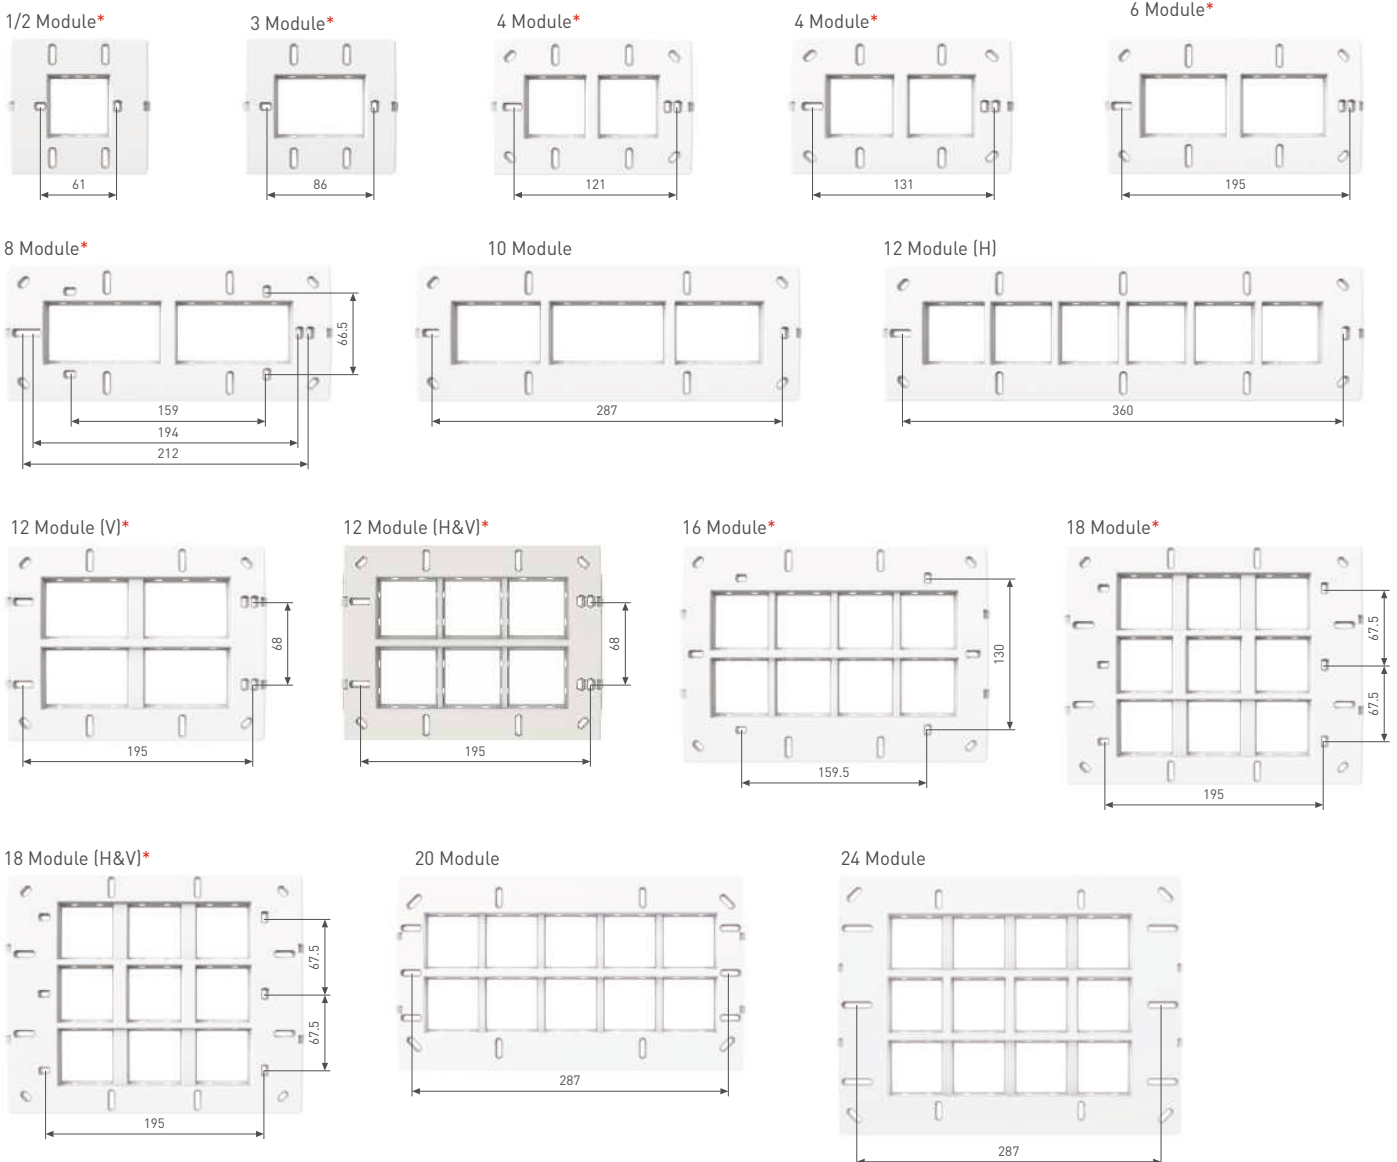 1/2 Module*
3 Module*
4 Module*
4 Module*
6 Module*
61
86
121
131
195
8 Module*
10 Module
12 Module (H)
66.5
159
194
212
287
360
12 Module (V)*
12 Module (H&V)*
16 Module*
18 Module*
68
195
68
195
130
159.5
67.5
67.5
195
18 Module (H&V)*
20 Module
24 Module
67.5
67.5
195
287
287